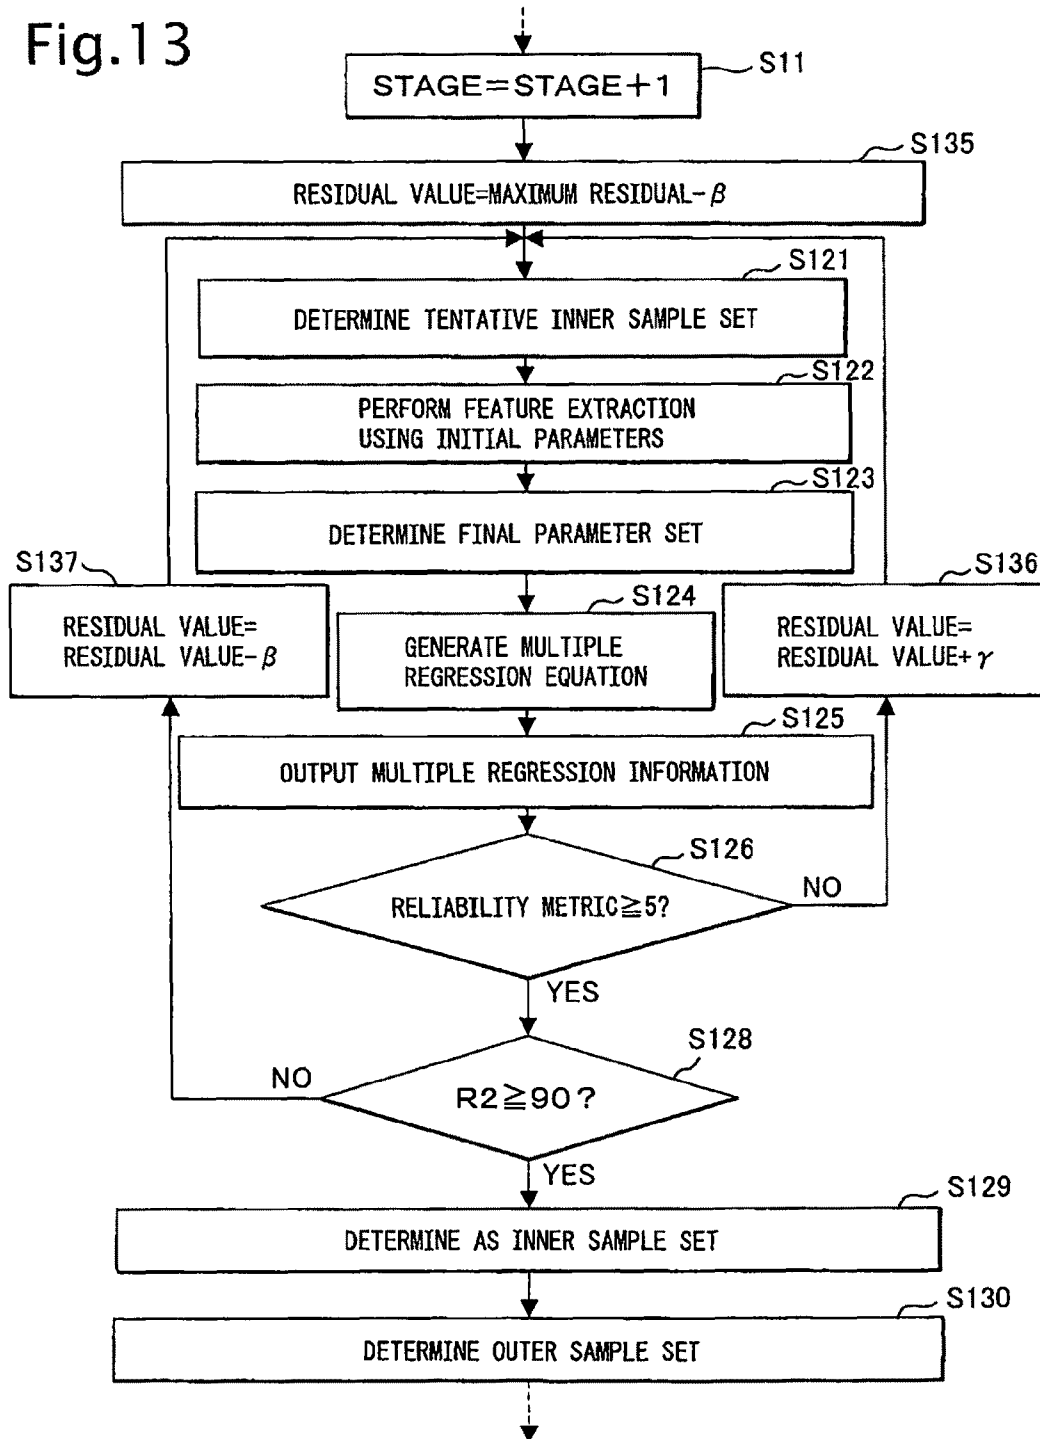 Fig.13
S11
STAGE=STAGE+1
S135
RESIDUAL VALUE=MAXIMUM RESIDUAL-β
S121
DETERMINE TENTATIVE INNER SAMPLE SET
S122
PERFORM FEATURE EXTRACTION
USING INITIAL PARAMETERS
S123
DETERMINE FINAL PARAMETER SET
S137
RESIDUAL VALUE=
RESIDUAL VALUE-β
S124
GENERATE MULTIPLE
REGRESSION EQUATION
S136
RESIDUAL VALUE=
RESIDUAL VALUE+γ
S125
OUTPUT MULTIPLE REGRESSION INFORMATION
S126
RELIABILITY METRIC≧5?
NO
YES
S128
R2≧90?
NO
YES
S129
DETERMINE AS INNER SAMPLE SET
S130
DETERMINE OUTER SAMPLE SET